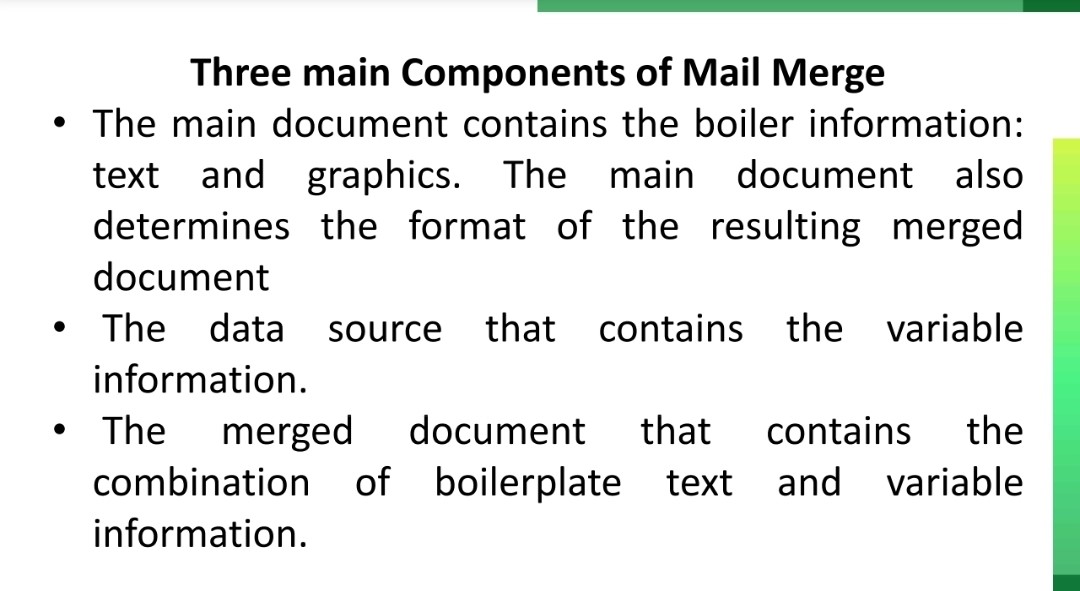 Three main Components of Mail Merge
• The main document contains the boiler information:
text and graphics. The main document also
determines the format of the resulting merged
document
• The data source that contains the variable
information.
• The merged document that contains the
combination of boilerplate text and variable
information.